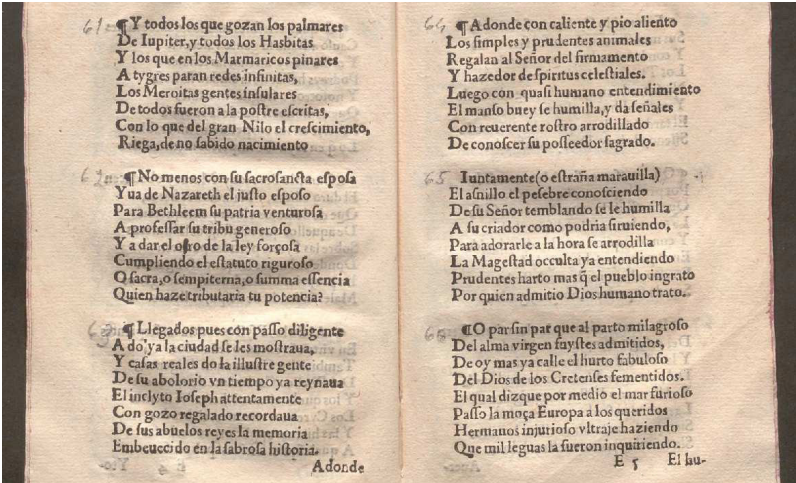 61
¶ Y todos los que gozan los palmares
De Iupiter,y todos los Hasbitas
Y los que en los Marmaricos pinares
A tygres paran redes infinitas,
Los Meroitas gentes insulares
De todos fueron a la postre escritas,
Con lo que del gran Nilo el crescimiento,
Riega,de no sabido nacimiento
62
¶ No menos con su sacrosancta esposa
Y ua de Nazareth el justo esposo
Para Bethleem su patria venturosa
A professar su tribu generoso
Y a dar el oro de la ley forçosa
Cumpliendo el estatuto riguroso
O sacra,o sempiterna,o summa essencia
Quien haze tributaria tu potencia?
63
¶ Llegados pues con passo diligente
A do ya la ciudad se les mostraua,
Y casas reales do la illustre gente
De su abolorio vn tiempo ya reynaua
El inclyto Ioseph attentamente
Con gozo regalado recordaua
De sus abuelos reyes la memoria
Embeuecido en la sabrosa historia.
Adonde
64
¶ Adonde con caliente y pio aliento
Los simples y prudentes animales
Regalan al Señor del firmamento
Y hazedor de spiritus celestiales.
Luego con quasi humano entendimiento
El manso buey se humilla,y da señales
Con reuerente rostro arrodillado
De conoscer su posseedor sagrado.
65
Iuntamente (o estraña marauilla)
El asnillo el pesebre conosciendo
De su Señor temblando se le humilla
A su criador como podria siruiendo,
Para adorarle a la hora se arrodilla
La Magestad occulta ya entendiendo
Prudentes harto mas q̃ el pueblo ingrato
Por quien admitio Dios humano trato.
66
¶O par sin par que al parto milagroso
Del alma virgen fuystes admitidos,
De oy mas ya calle el hurto fabuloso
Del Dios de los Cretenses fementidos.
El qual dizque por medio el mar furioso
Passo la moça Europa a los queridos
Hermanos injurioso vltraje haziendo
Que mil leguas la fueron inquiriendo.
E 5 El hu-